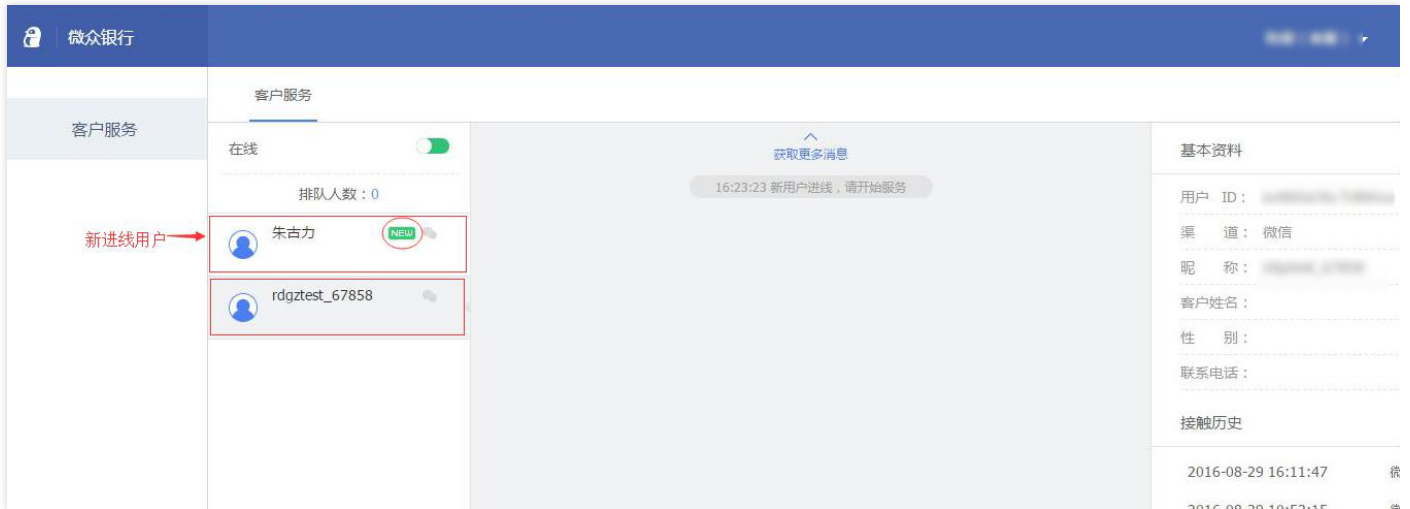 微众银行
客户服务
客户服务
在线
排队人数：0
新进线用户
朱古力 NEW
rdgztest_67858
获取更多消息
16:23:23 新用户进线，请开始服务
基本资料
用户 ID：
渠 道：微信
昵 称：
客户姓名：
性 别：
联系电话：
接触历史
2016-08-29 16:11:47